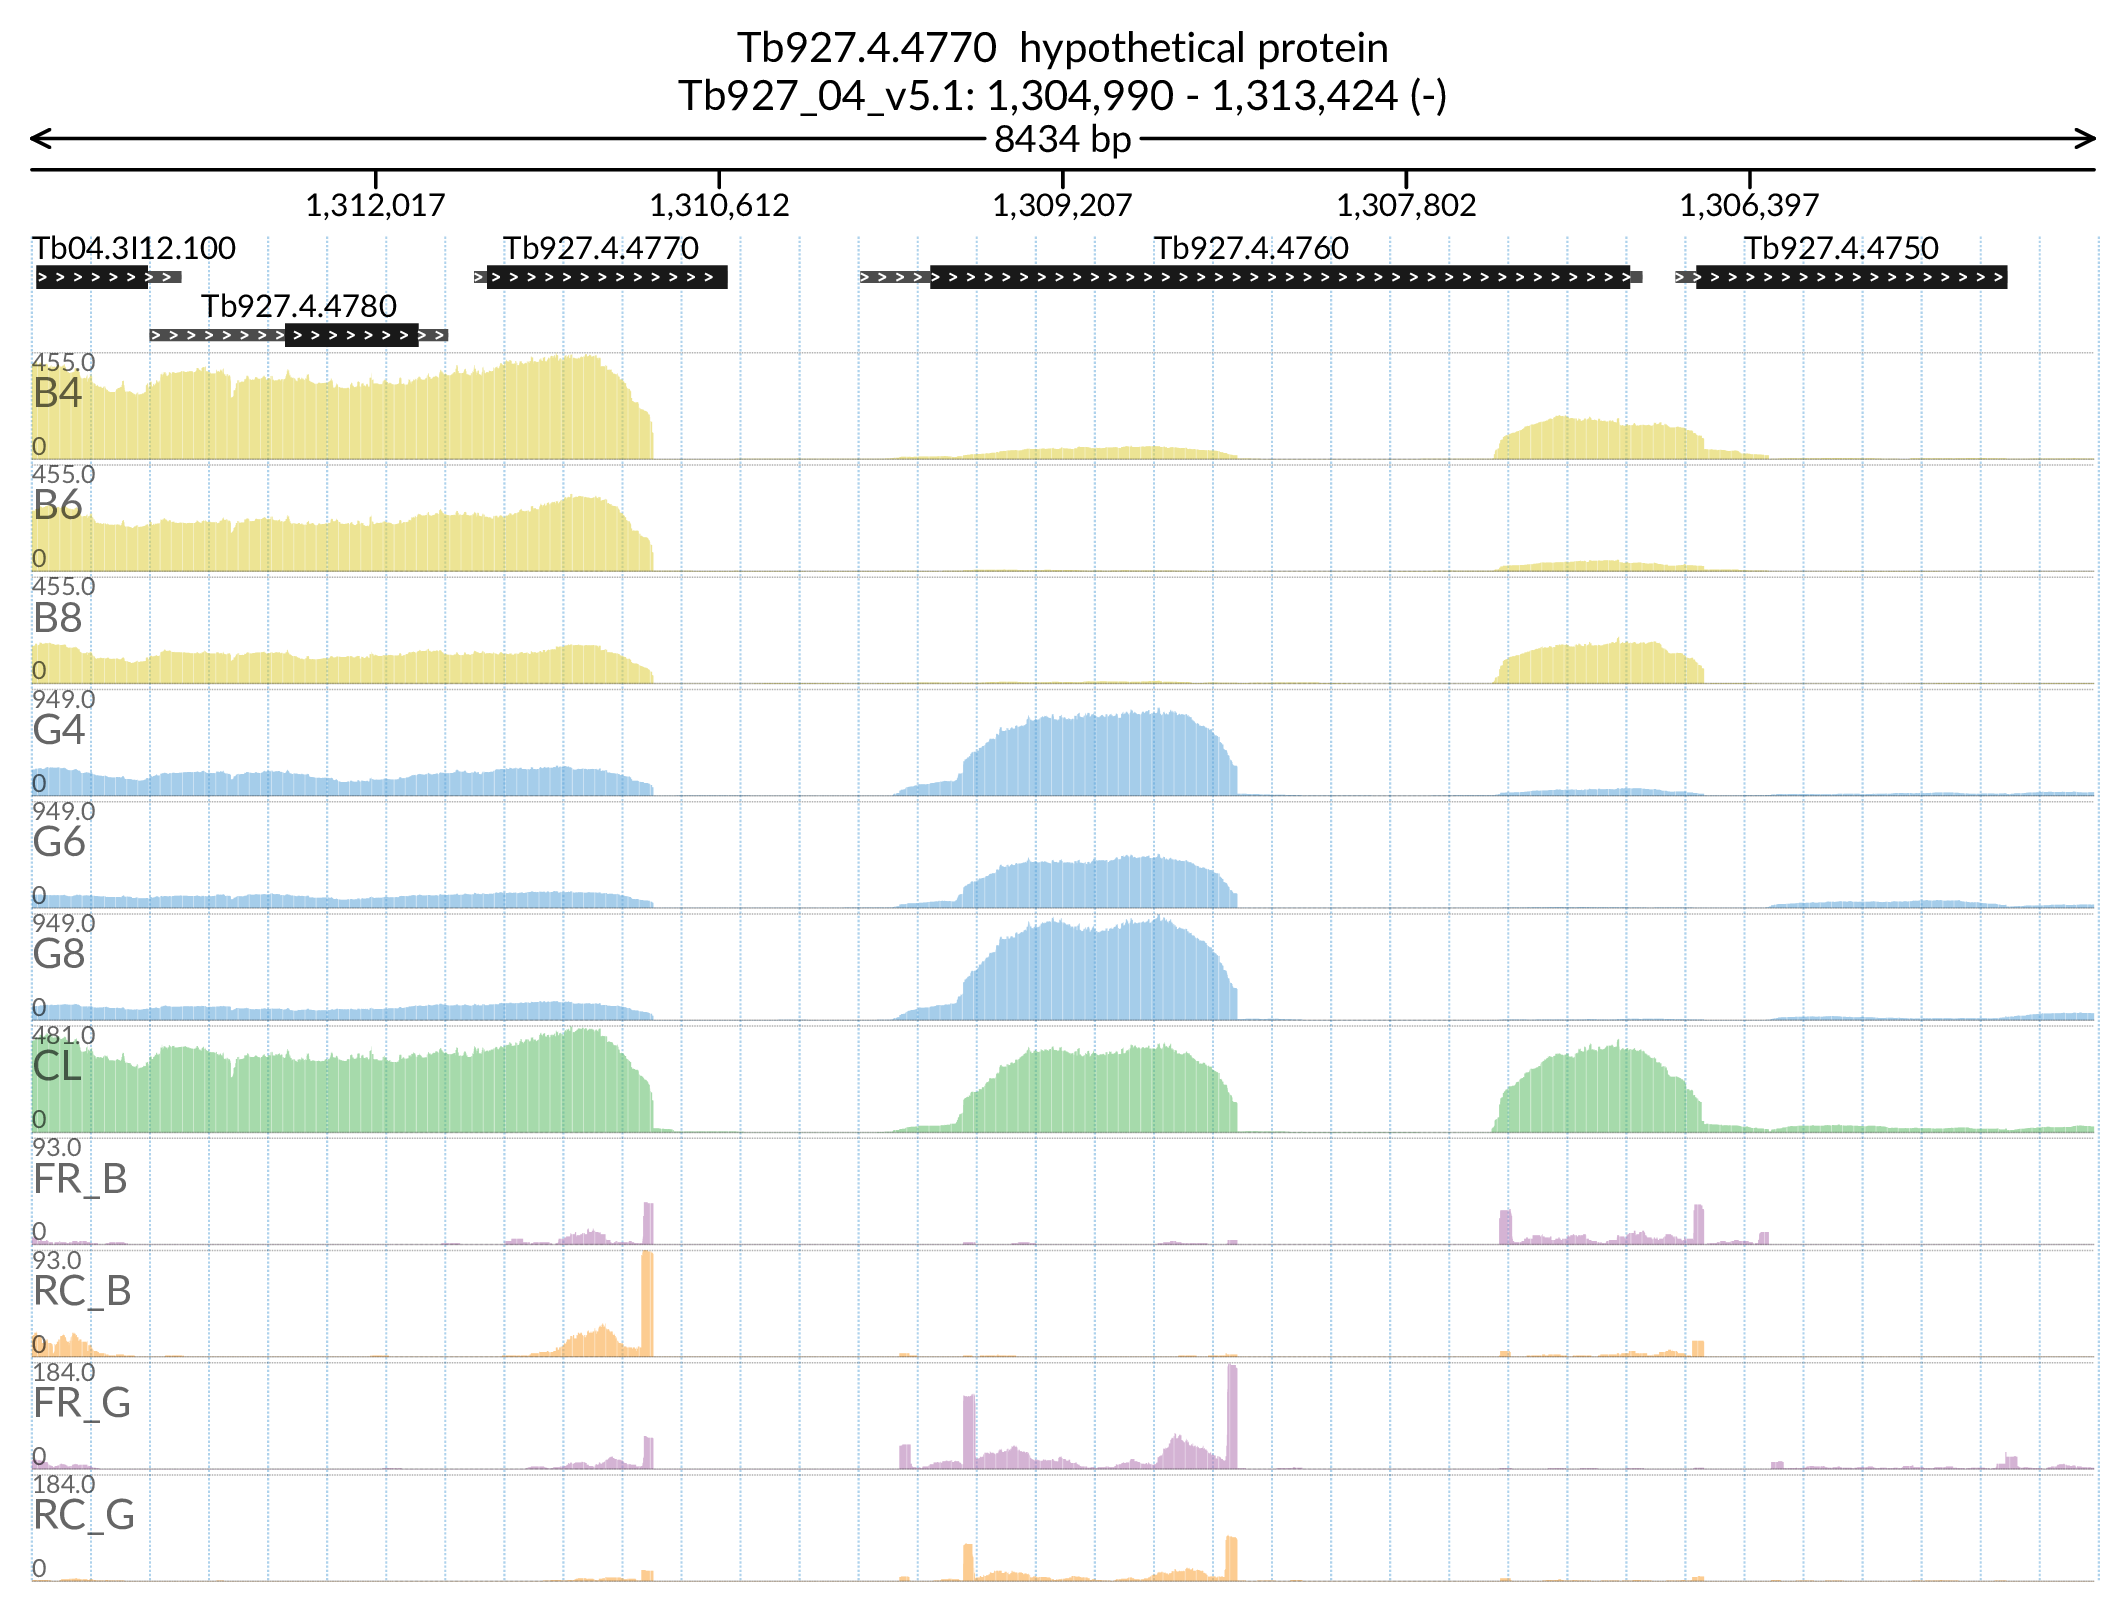 Tb927.4.4770  hypothetical protein
Tb927_04_v5.1: 1,304,990 - 1,313,424 (-)
8434 bp
1,312,017 1,310,612 1,309,207 1,307,802 1,306,397
Tb04.3I12.100 Tb927.4.4770 Tb927.4.4760 Tb927.4.4750
Tb927.4.4780
455.0
B4
0
455.0
B6
0
455.0
B8
0
949.0
G4
0
949.0
G6
0
949.0
G8
0
481.0
CL
0
93.0
FR_B
0
93.0
RC_B
0
184.0
FR_G
0
184.0
RC_G
0